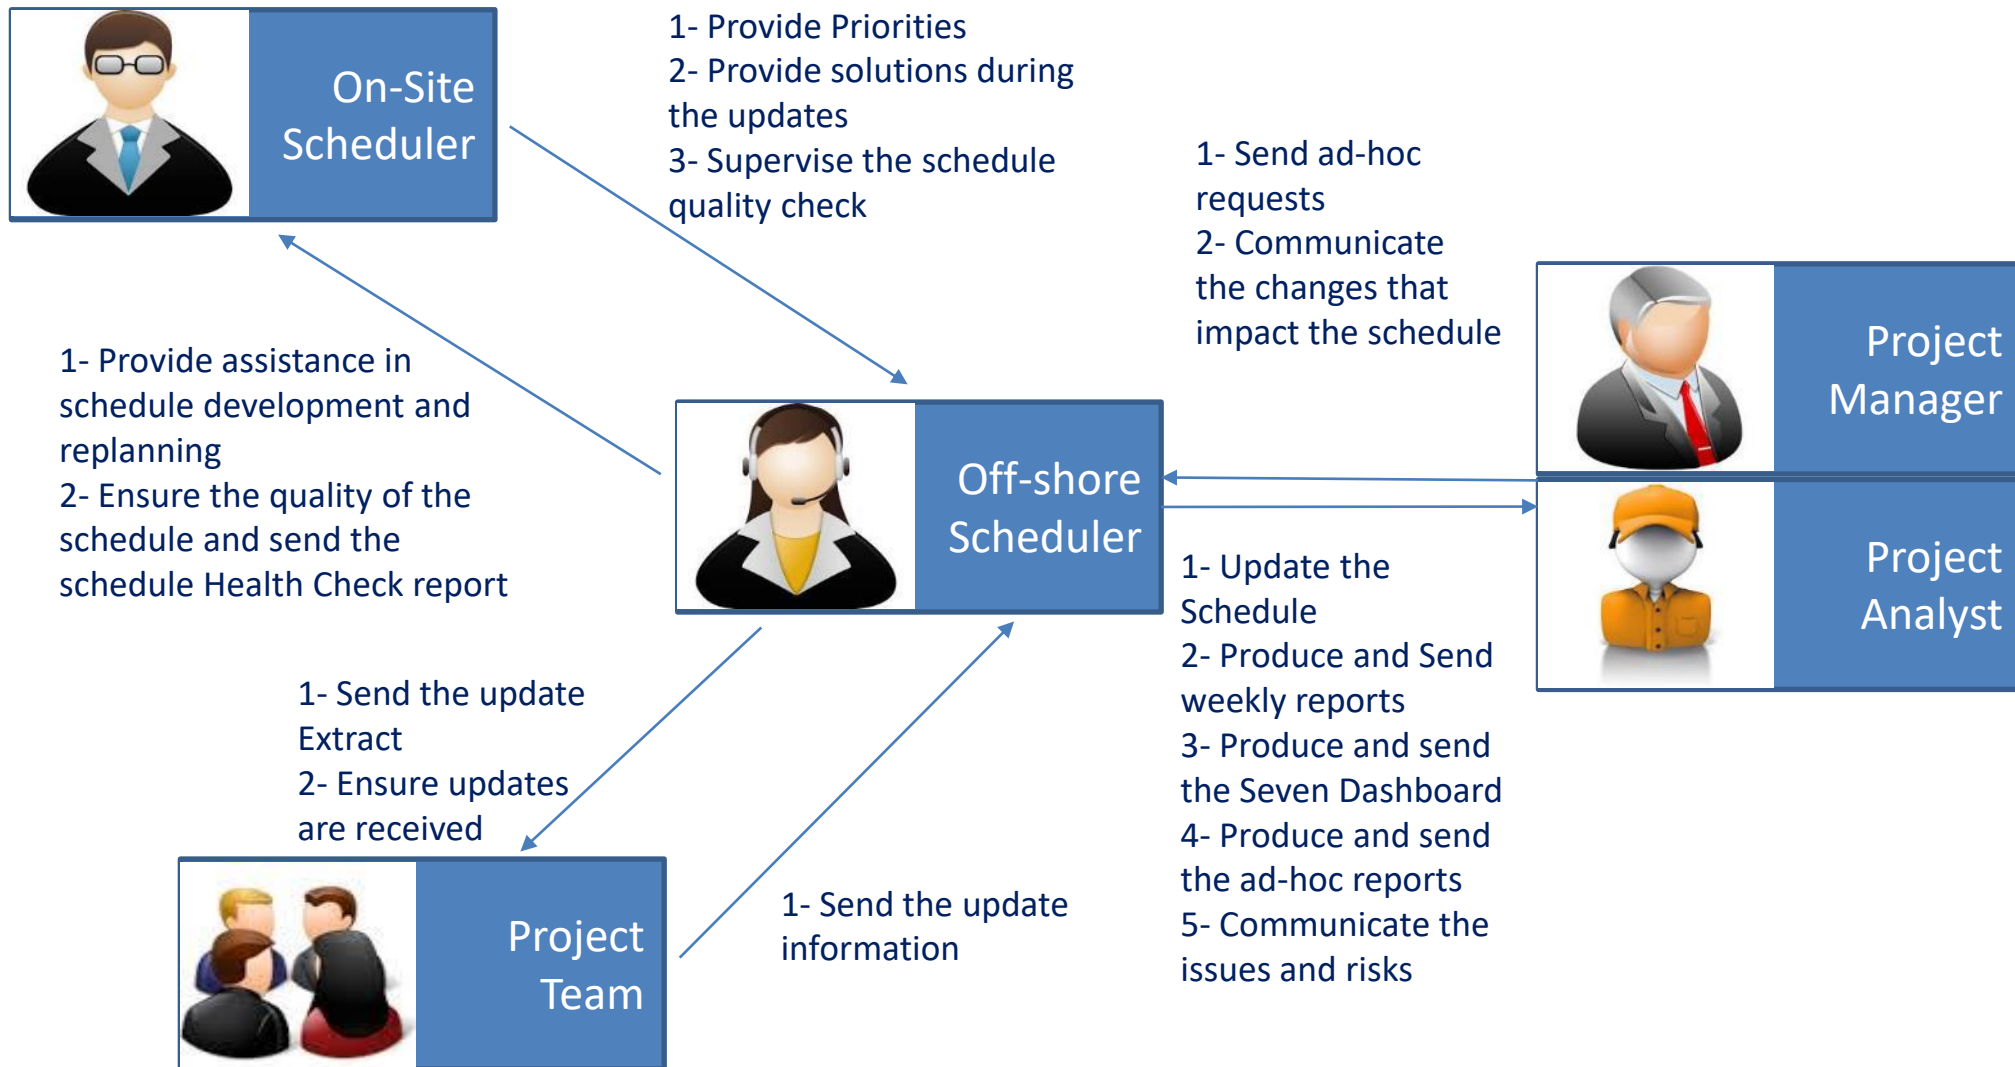 On-Site
Scheduler
1- Provide Priorities
2- Provide solutions during
the updates
3- Supervise the schedule
quality check
1- Send ad-hoc
requests
2- Communicate
the changes that
impact the schedule
Project
Manager
1- Provide assistance in
schedule development and
replanning
2- Ensure the quality of the
schedule and send the
schedule Health Check report
Off-shore
Scheduler
Project
Analyst
1- Update the
Schedule
2- Produce and Send
weekly reports
3- Produce and send
the Seven Dashboard
4- Produce and send
the ad-hoc reports
5- Communicate the
issues and risks
1- Send the update
Extract
2- Ensure updates
are received
1- Send the update
information
Project
Team